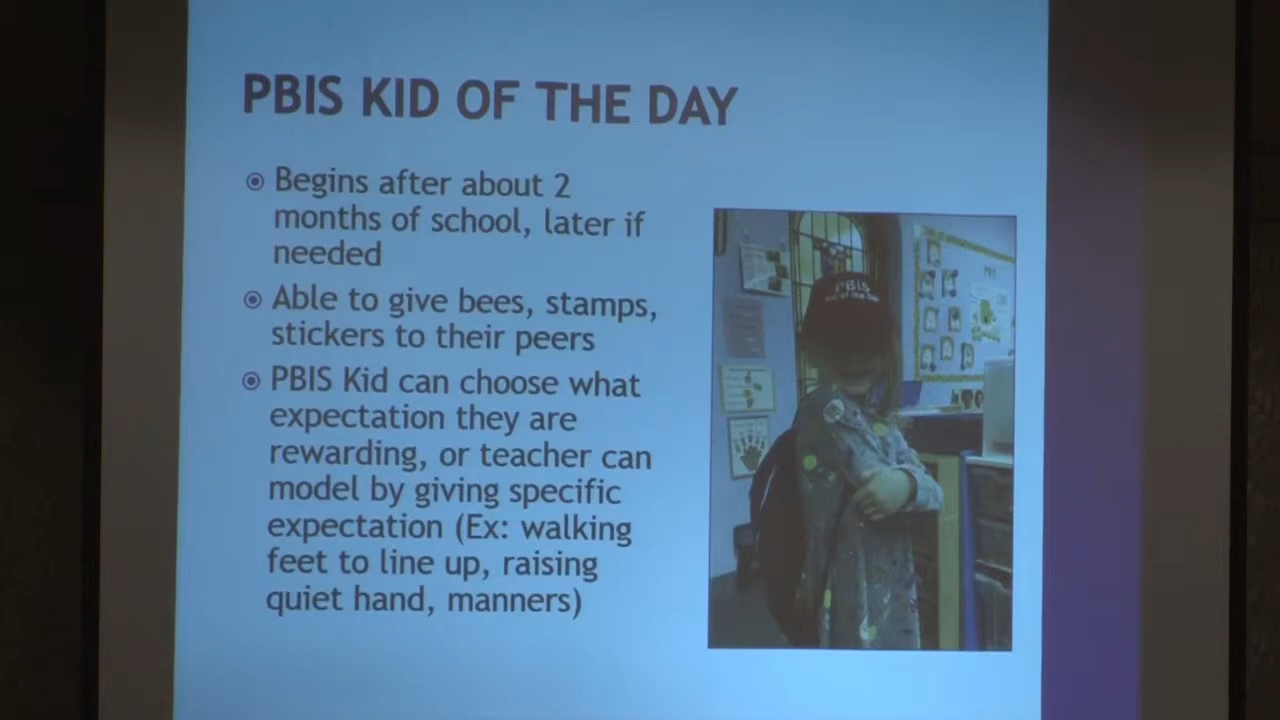 PBIS KID OF THE DAY
Begins after about 2
months of school, later if
needed
Able to give bees, stamps,
stickers to their peers
PBIS Kid can choose what
expectation they are
rewarding, or teacher can
model by giving specific
expectation (Ex: walking
feet to line up, raising
quiet hand, manners)
PBIS